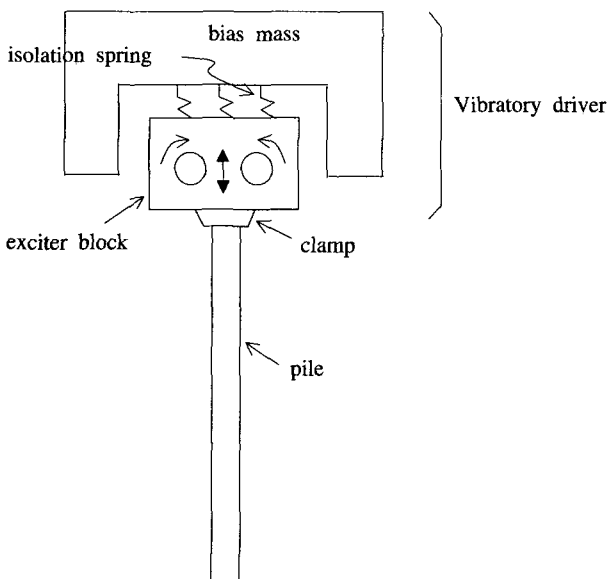 bias mass
isolation spring
Vibratory driver
exciter block
clamp
pile